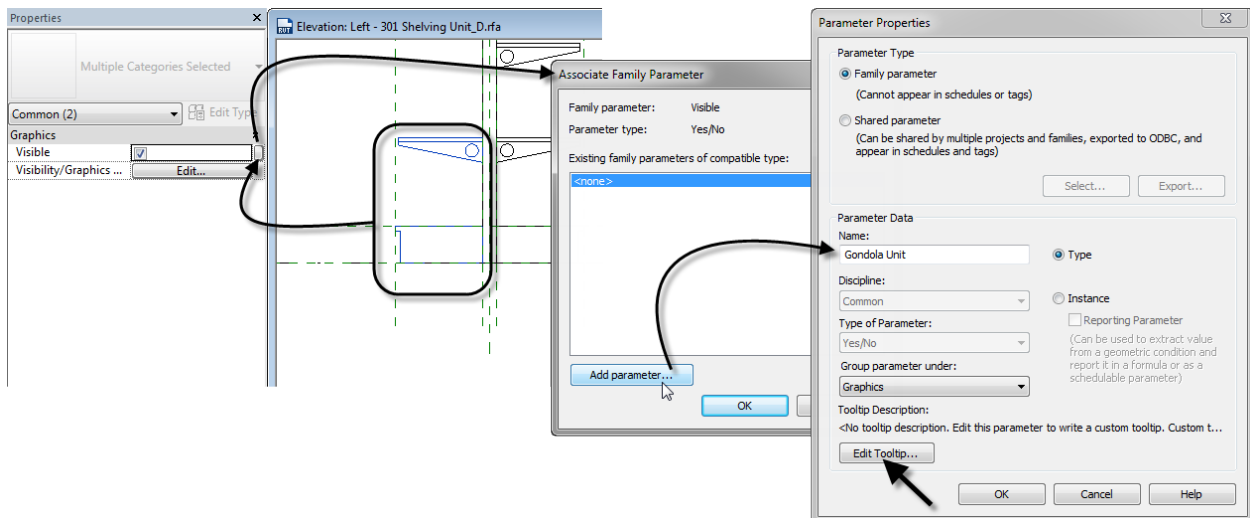 Properties
Multiple Categories Selected
Common (2)
Edit Type
Graphics
Visible
Visibility/Graphics ...
Edit...
Elevation: Left - 301 Shelving Unit_D.rfa
Associate Family Parameter
Family parameter: Visible
Parameter type: Yes/No
Existing family parameters of compatible type:
<none>
Add parameter...
OK
Parameter Properties
Parameter Type
Family parameter
(Cannot appear in schedules or tags)
Shared parameter
(Can be shared by multiple projects and families, exported to ODBC, and
appear in schedules and tags)
Select...
Export...
Parameter Data
Name:
Gondola Unit
Type
Discipline:
Common
Instance
Type of Parameter:
Reporting Parameter
Yes/No
(Can be used to extract value
from a geometric condition and
report it in a formula or as a
schedulable parameter)
Group parameter under:
Graphics
Tooltip Description:
<No tooltip description. Edit this parameter to write a custom tooltip. Custom t...
Edit Tooltip...
OK
Cancel
Help